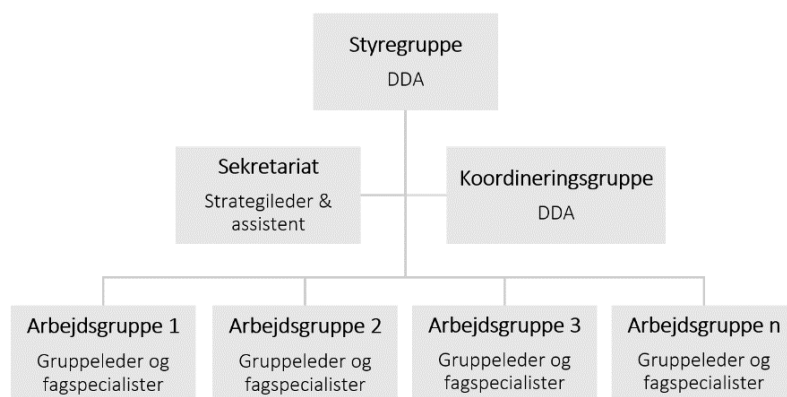 Styregruppe
DDA
Sekretariat
Strategileder &
assistent
Koordineringsgruppe
DDA
Arbejdsgruppe 1
Gruppeleder og
fagspecialister
Arbejdsgruppe 2
Gruppeleder og
fagspecialister
Arbejdsgruppe 3
Gruppeleder og
fagspecialister
Arbejdsgruppe n
Gruppeleder og
fagspecialister